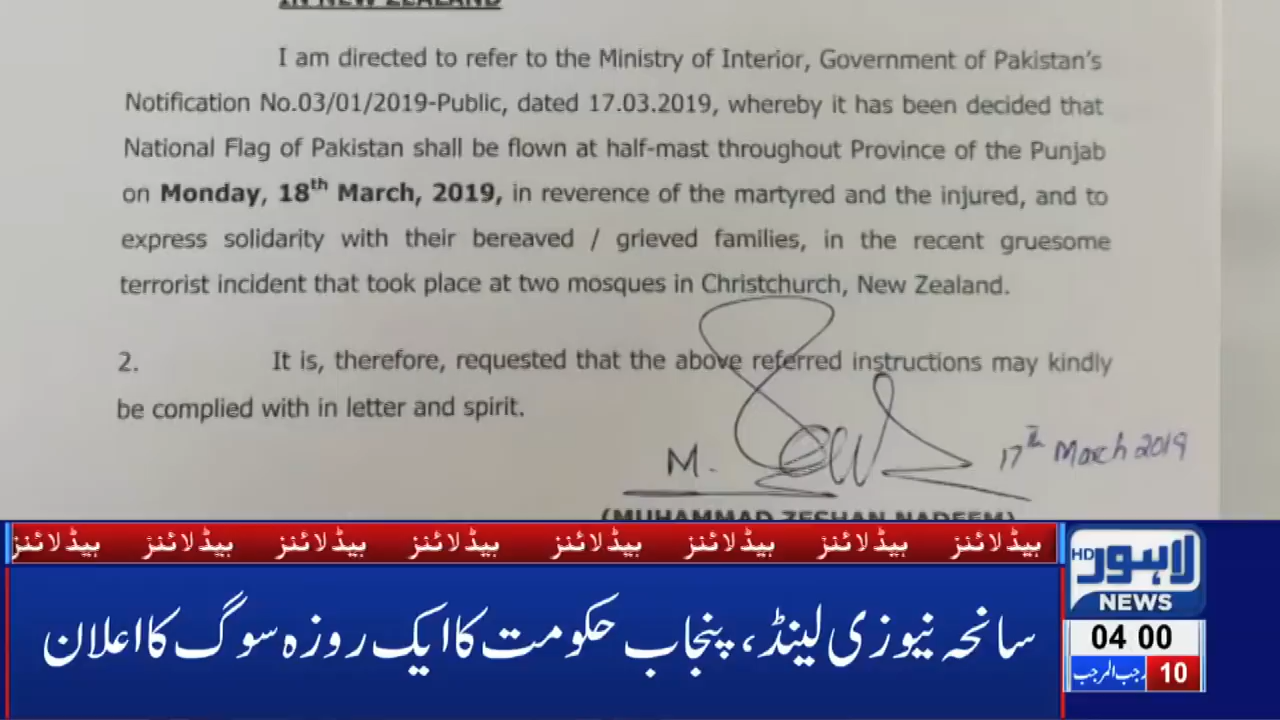 IN NEW ZEALAND
I am directed to refer to the Ministry of Interior, Government of Pakistan's
Notification No.03/01/2019-Public, dated 17.03.2019, whereby it has been decided that
National Flag of Pakistan shall be flown at half-mast throughout Province of the Punjab
on Monday, 18th March, 2019, in reverence of the martyred and the injured, and to
express solidarity with their bereaved / grieved families, in the recent gruesome
terrorist incident that took place at two mosques in Christchurch, New Zealand.
2. It is, therefore, requested that the above referred instructions may kindly
be complied with in letter and spirit.
M.
17th March 2019
(MUHAMMAD ZESHAN NADEEM)
ہیڈلائنز ہیڈلائنز ہیڈلائنز ہیڈلائنز ہیڈلائنز ہیڈلائنز ہیڈلائنز ہیڈلائنز
سانحہ نیوزی لینڈ، پنجاب حکومت کا ایک روزہ سوگ کا اعلان
لاہور HD
NEWS
04 00
10 رجب المرجب